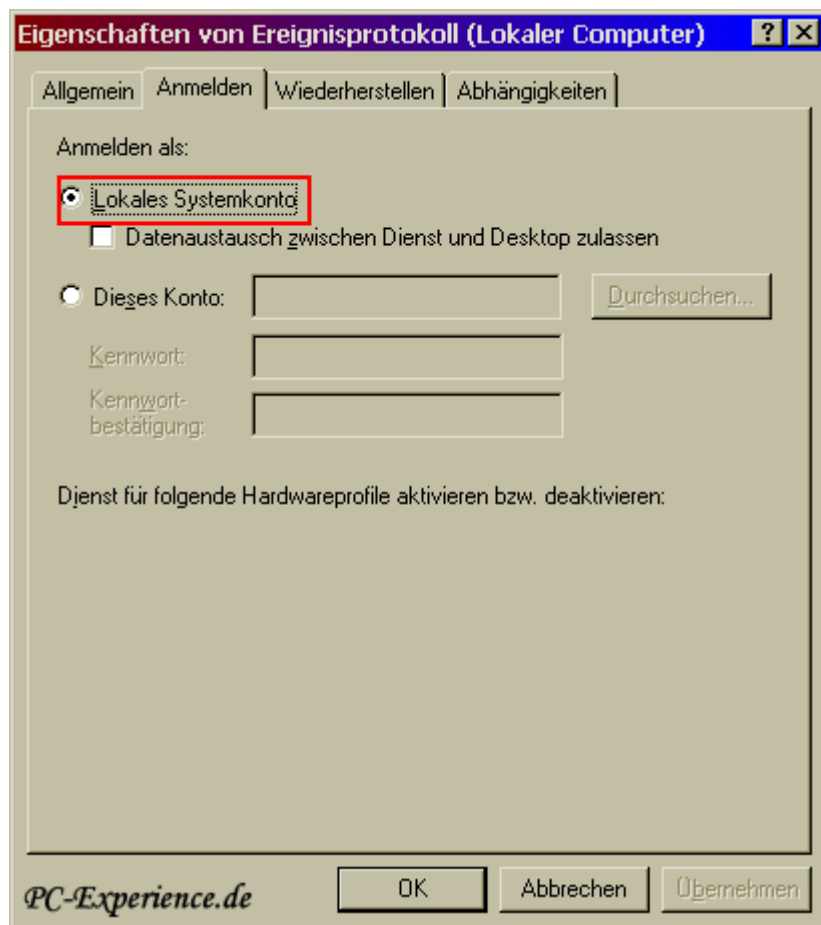 Eigenschaften von Ereignisprotokoll (Lokaler Computer)
Allgemein Anmelden Wiederherstellen Abhängigkeiten
Anmelden als:
Lokales Systemkonto
Datenaustausch zwischen Dienst und Desktop zulassen
Dieses Konto: Durchsuchen...
Kennwort:
Kennwort-
bestätigung:
Dienst für folgende Hardwareprofile aktivieren bzw. deaktivieren:
PC-Experience.de OK Abbrechen Übernehmen